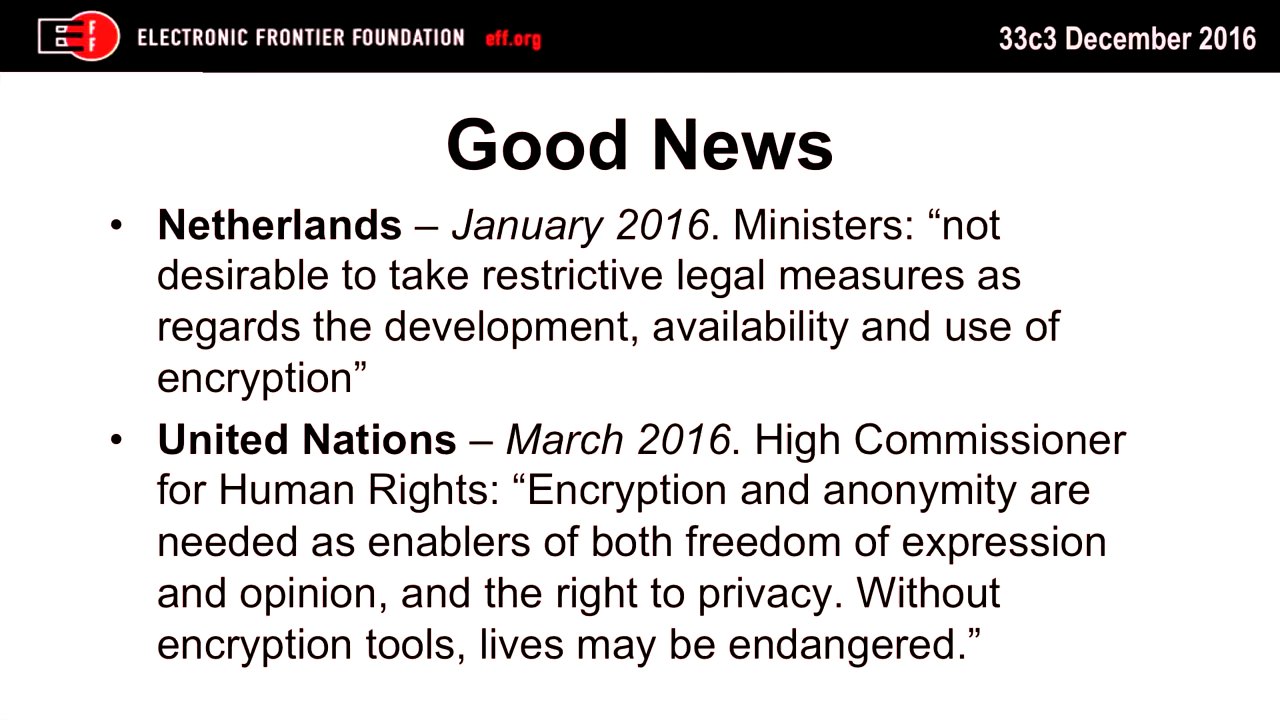 EFF ELECTRONIC FRONTIER FOUNDATION eff.org
33c3 December 2016
Good News
• Netherlands – January 2016. Ministers: “not
desirable to take restrictive legal measures as
regards the development, availability and use of
encryption”
• United Nations – March 2016. High Commissioner
for Human Rights: “Encryption and anonymity are
needed as enablers of both freedom of expression
and opinion, and the right to privacy. Without
encryption tools, lives may be endangered.”